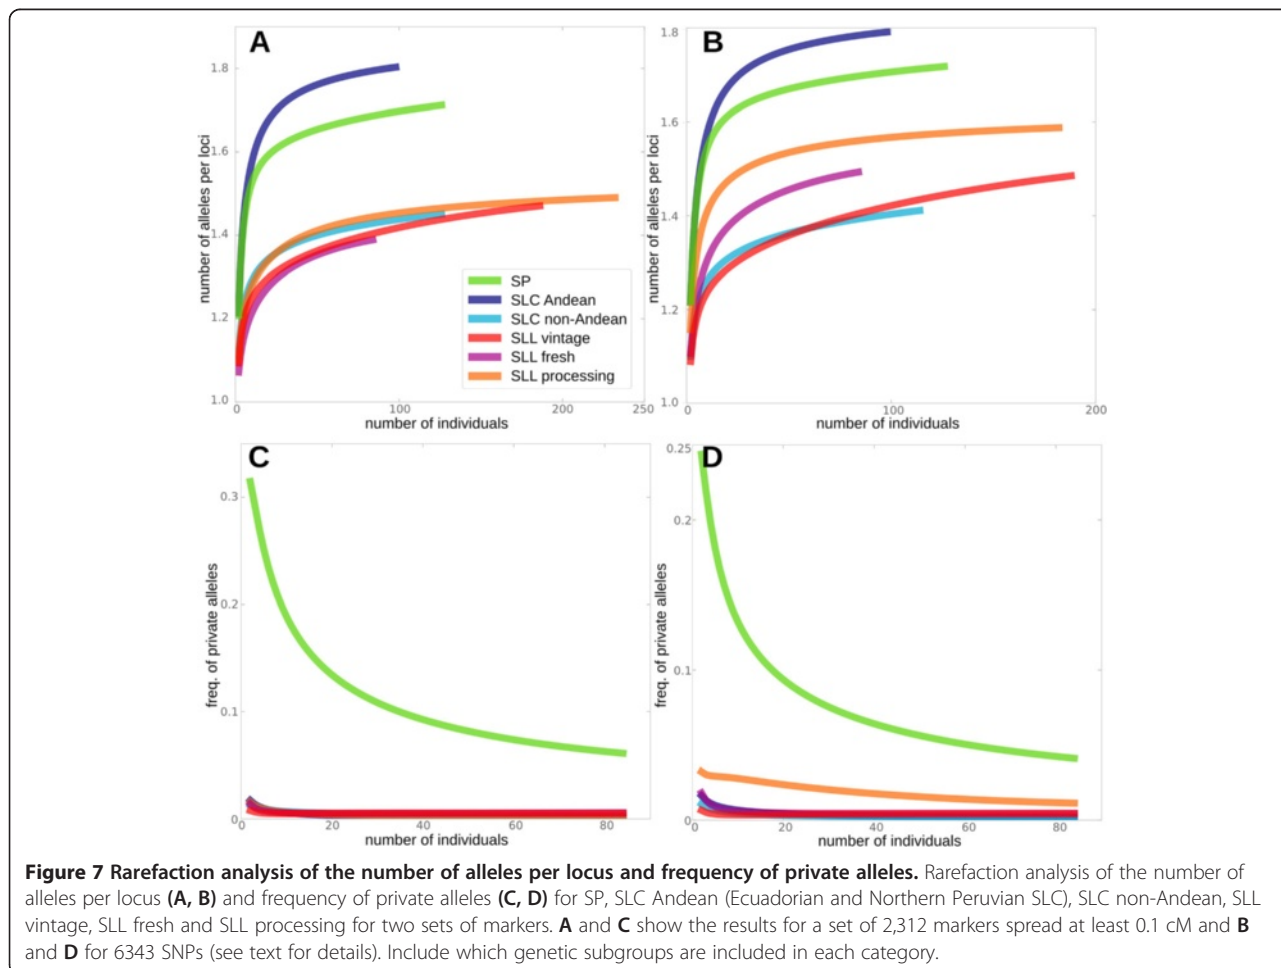 A
B
number of alleles per loci
1.8
1.6
1.4
1.2
1.0
0
100
200
250
number of individuals
SP
SLC Andean
SLC non-Andean
SLL vintage
SLL fresh
SLL processing
number of alleles per loci
1.8
1.6
1.4
1.2
1.0
0
100
200
number of individuals
C
D
freq. of private alleles
0.3
0.2
0.1
0
0
20
40
60
80
number of individuals
freq. of private alleles
0.25
0.2
0.1
0
0
20
40
60
80
number of individuals
Figure 7 Rarefaction analysis of the number of alleles per locus and frequency of private alleles. Rarefaction analysis of the number of
alleles per locus (A, B) and frequency of private alleles (C, D) for SP, SLC Andean (Ecuadorian and Northern Peruvian SLC), SLC non-Andean, SLL
vintage, SLL fresh and SLL processing for two sets of markers. A and C show the results for a set of 2,312 markers spread at least 0.1 cM and B
and D for 6343 SNPs (see text for details). Include which genetic subgroups are included in each category.